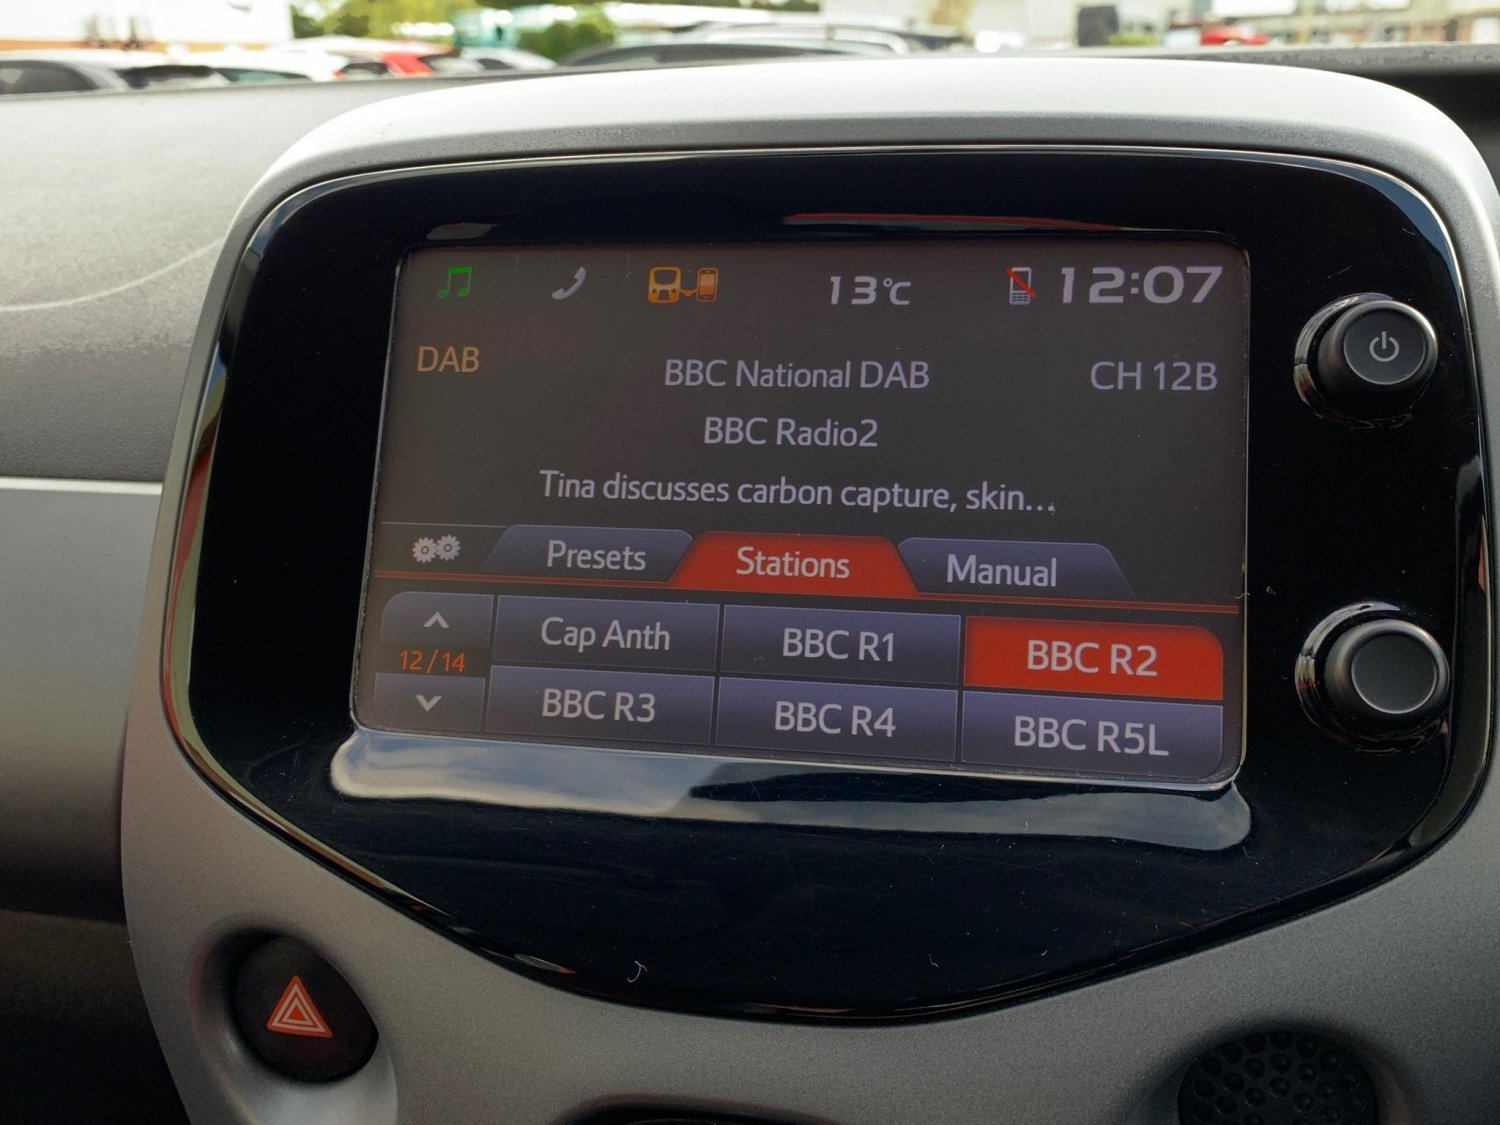 13°C 12:07
DAB BBC National DAB CH 12B
BBC Radio2
Tina discusses carbon capture, skin...
Presets Stations Manual
Cap Anth BBC R1 BBC R2
12/14
BBC R3 BBC R4 BBC R5L